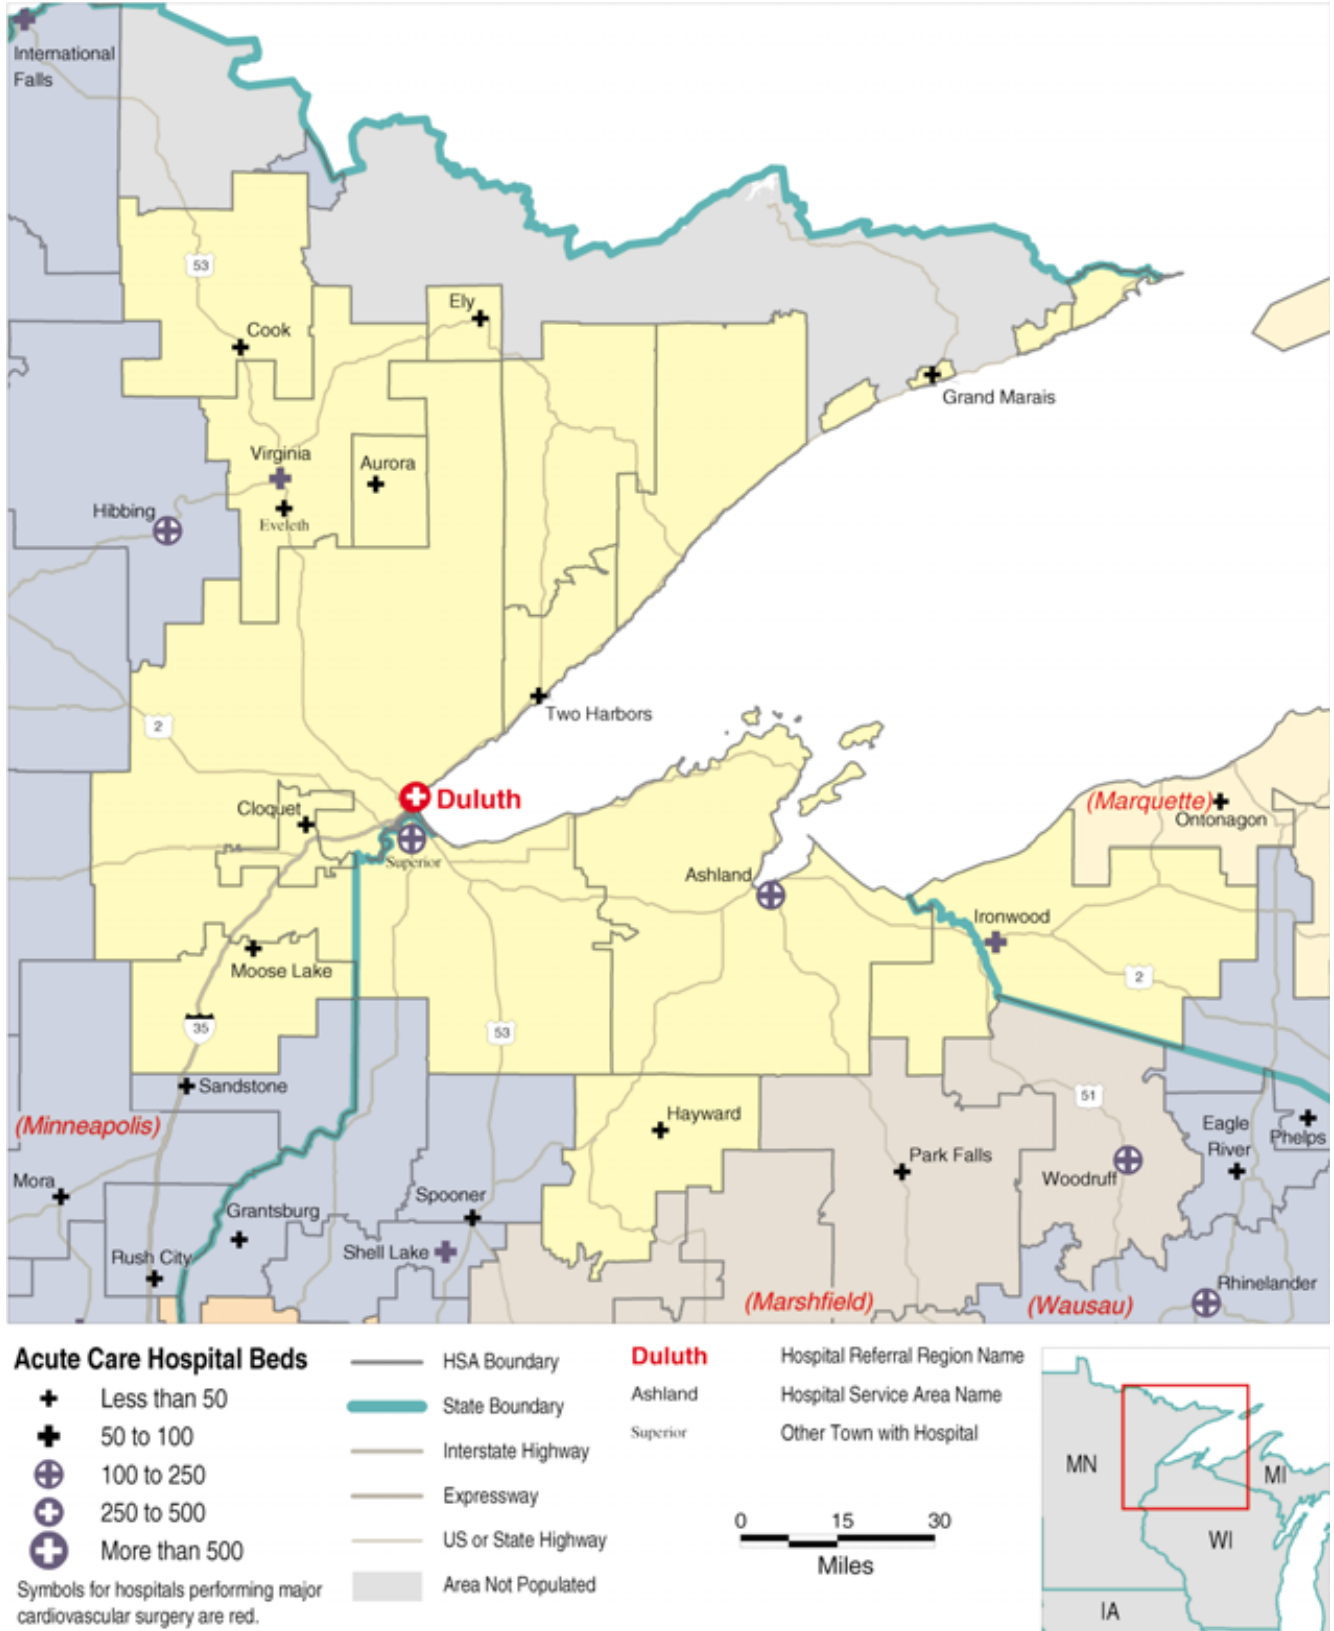 International
Falls
53
Ely
Cook
Grand Marais
Virginia
Aurora
Hibbing
Eveleth
2
Two Harbors
Duluth
Cloquet
Superior
(Marquette)
Ontonagon
Ashland
Ironwood
Moose Lake
2
35
53
Sandstone
51
(Minneapolis)
Hayward
Eagle
River
Phelps
Park Falls
Woodruff
Mora
Spooner
Grantsburg
Shell Lake
Rush City
Rhinelander
(Marshfield)
(Wausau)
Acute Care Hospital Beds
Less than 50
50 to 100
100 to 250
250 to 500
More than 500
Symbols for hospitals performing major
cardiovascular surgery are red.
HSA Boundary
State Boundary
Interstate Highway
Expressway
US or State Highway
Area Not Populated
Duluth Hospital Referral Region Name
Ashland Hospital Service Area Name
Superior Other Town with Hospital
0 15 30
Miles
MN
MI
WI
IA